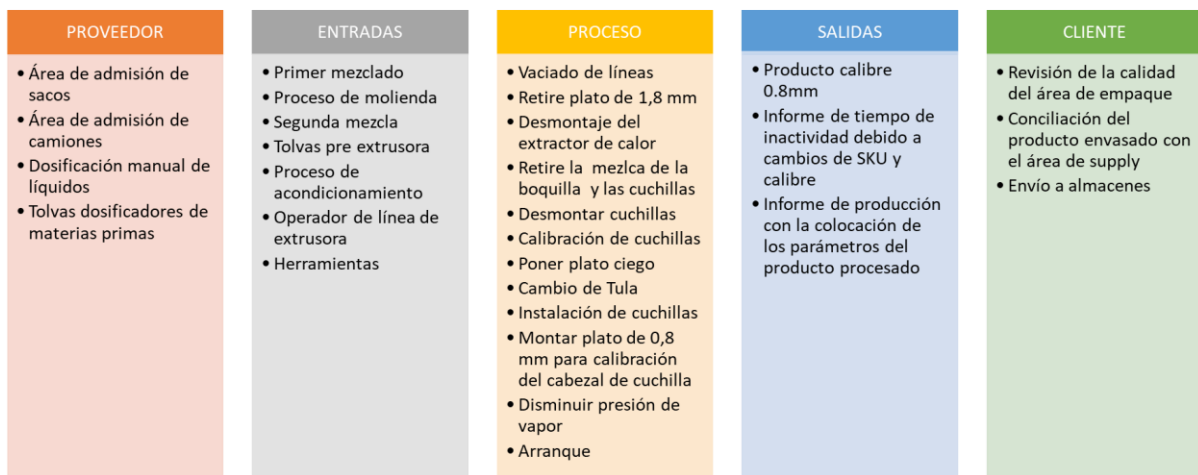 PROVEEDOR
• Área de admisión de
sacos
• Área de admisión de
camiones
• Dosificación manual de
líquidos
• Tolvas dosificadores de
materias primas
ENTRADAS
• Primer mezclado
• Proceso de molienda
• Segunda mezcla
• Tolvas pre extrusora
• Proceso de
acondicionamiento
• Operador de línea de
extrusora
• Herramientas
PROCESO
• Vaciado de líneas
• Retire plato de 1,8 mm
• Desmontaje del
extractor de calor
• Retire la mezlca de la
boquilla y las cuchillas
• Desmontar cuchillas
• Calibración de cuchillas
• Poner plato ciego
• Cambio de Tula
• Instalación de cuchillas
• Montar plato de 0,8
mm para calibración
del cabezal de cuchilla
• Disminuir presión de
vapor
• Arranque
SALIDAS
• Producto calibre
0.8mm
• Informe de tiempo de
inactividad debido a
cambios de SKU y
calibre
• Informe de producción
con la colocación de
los parámetros del
producto procesado
CLIENTE
• Revisión de la calidad
del área de empaque
• Conciliación del
producto envasado con
el área de supply
• Envío a almacenes